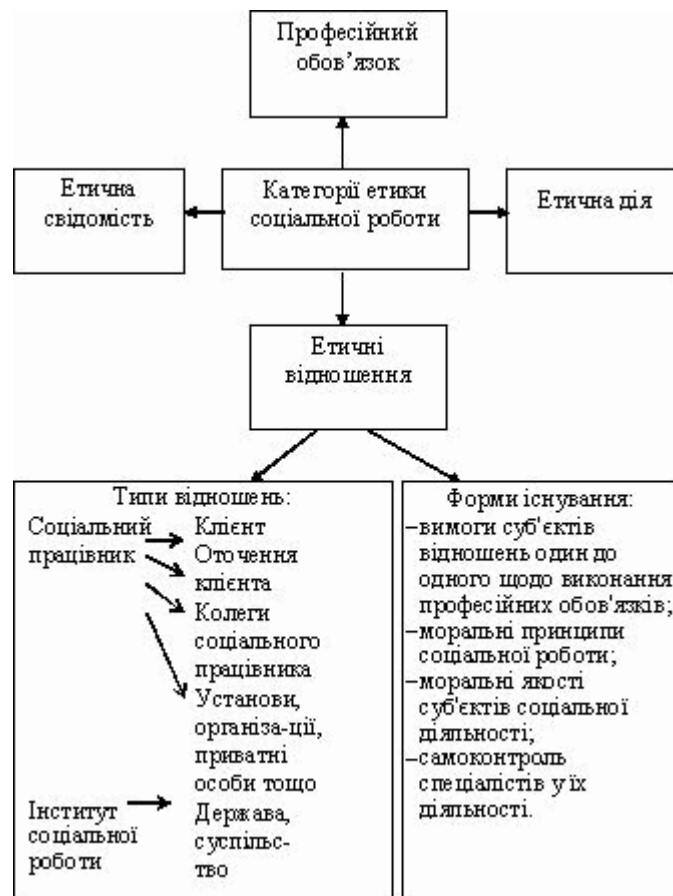 Професійний
обов’язок
Етична
свідомість
Категорії етики
соціальної роботи
Етична дія
Етичні
відношення
Типи відношень:
Соціальний
працівник
Клієнт
Оточення
клієнта
Колеги
соціального
працівника
Установи,
організа-ції,
приватні
особи тощо
Інститут
соціальної
роботи
Держава,
суспільс-
тво
Форми існування:
–вимоги суб'єктів
відношень один до
одного щодо виконання
професійних обов'язків;
–моральні принципи
соціальної роботи;
–моральні якості
суб'єктів соціальної
діяльності;
–самоконтроль
спеціалістів у їх
діяльності.